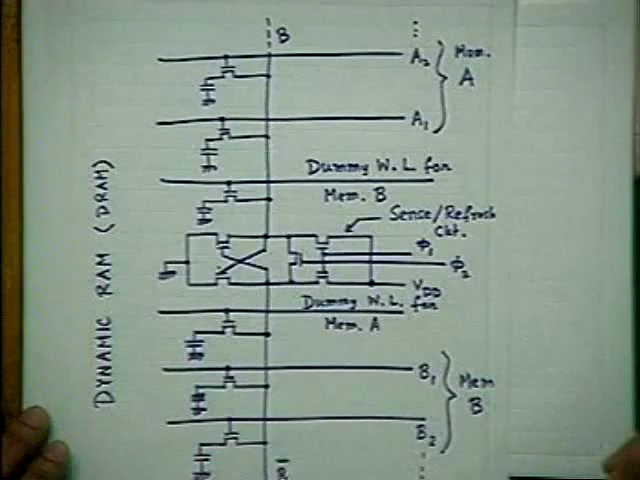 B
A₂
Mem.
A
A₁
Dummy W.L for
Mem. B
Sense/Refresh
Ckt.
Φ₁
Φ₂
V_DD
Dummy W.L. for
Mem. A
B₁
Mem
B
B₂
B̅
DYNAMIC RAM (DRAM)